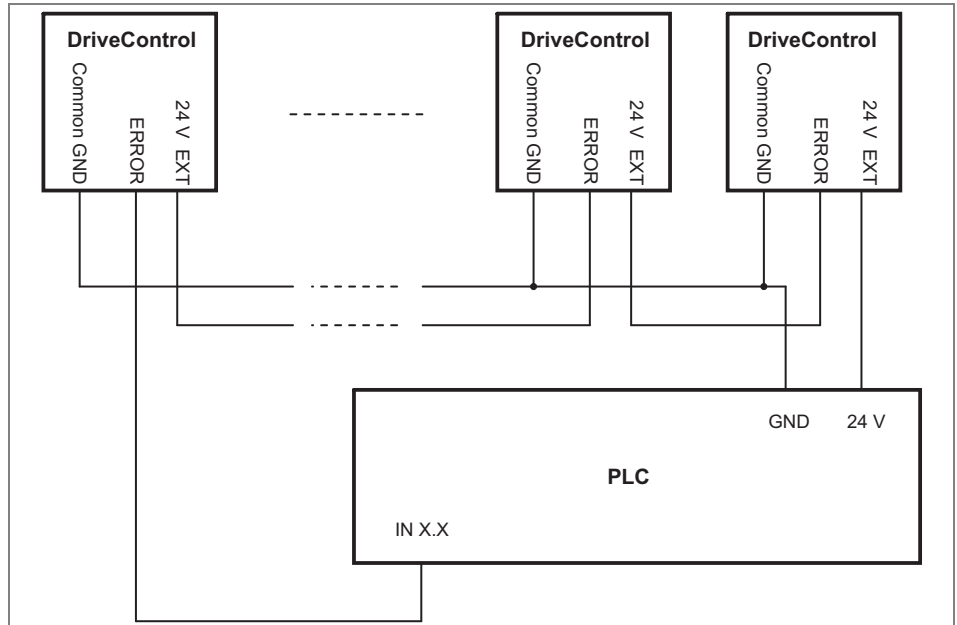 DriveControl
Common GND
ERROR
24 V EXT
DriveControl
Common GND
ERROR
24 V EXT
DriveControl
Common GND
ERROR
24 V EXT
GND
24 V
PLC
IN X.X